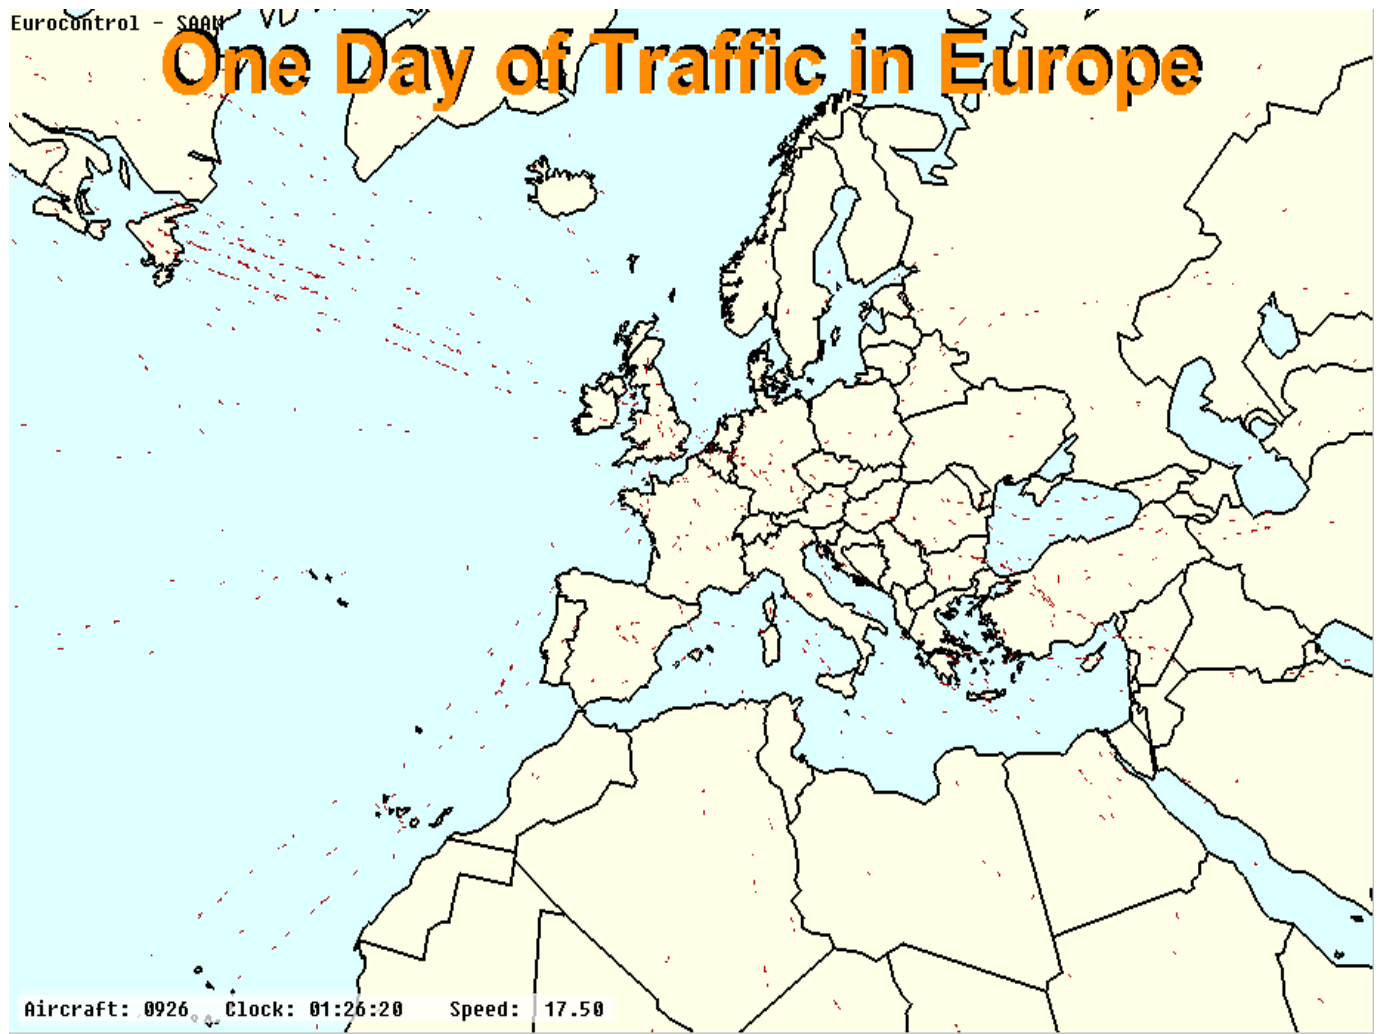 Eurocontrol - SAAM
One Day of Traffic in Europe
Aircraft: 0926 Clock: 01:26:20 Speed: 17.50